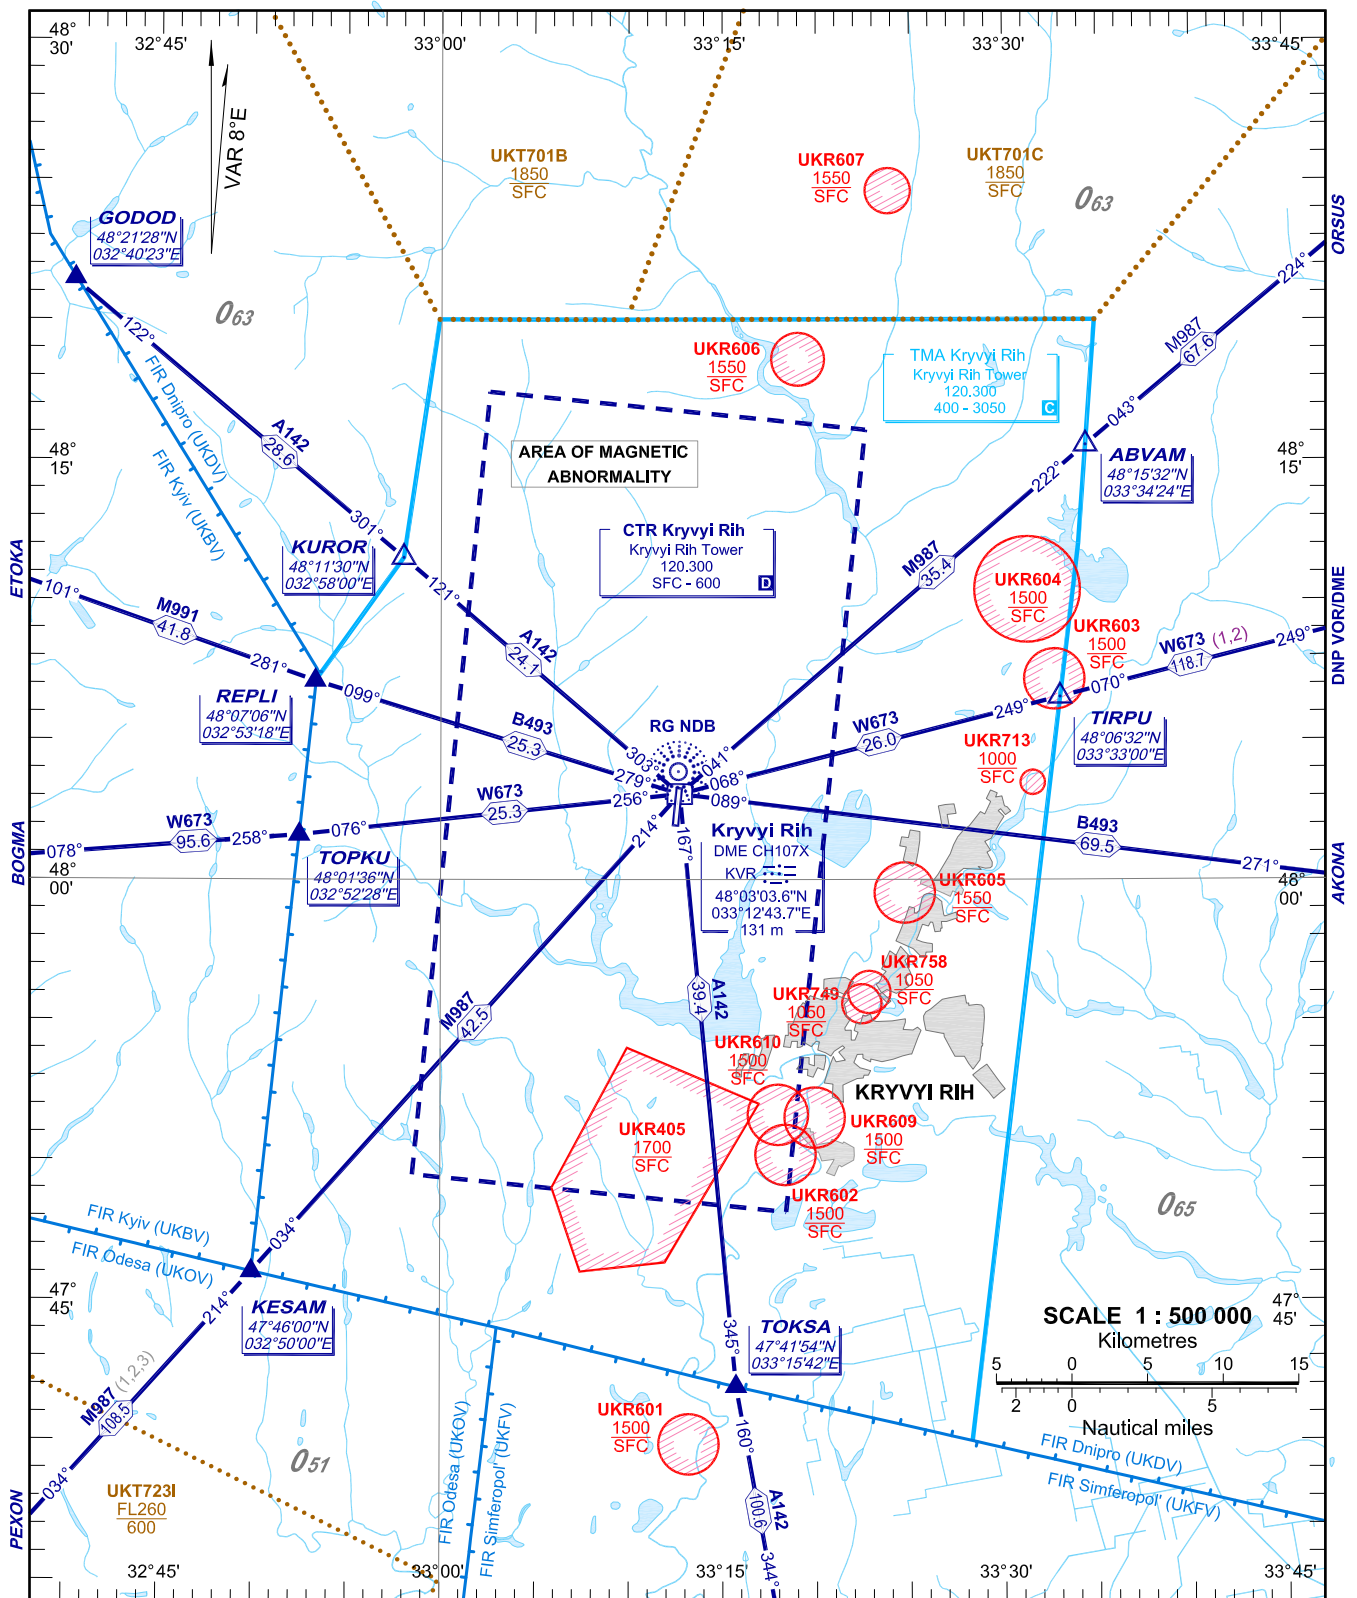 48°
30'
32°45'
33°00'
33°15'
33°30'
33°45'
VAR 8°E
UKT701B
1850
SFC
UKR607
1550
SFC
UKT701C
1850
SFC
O63
ORSUS
GODOD
48°21'28"N
032°40'23"E
224°
O63
122°
M987
67.6
FIR Dnipro (UKDV)
FIR Kyiv (UKBV)
UKR606
1550
SFC
TMA Kryvyi Rih
Kryvyi Rih Tower
120.300
400 - 3050
C
043°
A142
28.6
48°
15'
AREA OF MAGNETIC
ABNORMALITY
222°
ABVAM
48°15'32"N
033°34'24"E
48°
15'
301°
CTR Kryvyi Rih
Kryvyi Rih Tower
120.300
SFC - 600
D
KUROR
48°11'30"N
032°58'00"E
ETOKA
101°
M991
41.8
121°
M987
35.4
UKR604
1500
SFC
UKR603
1500
SFC
DNP VOR/DME
W673 (1,2)
118.7
249°
A142
24.1
281°
REPLI
48°07'06"N
032°53'18"E
099°
B493
25.3
RG NDB
303°
279°
256°
041°
068°
089°
W673
26.0
249°
070°
TIRPU
48°06'32"N
033°33'00"E
UKR713
1000
SFC
BOGMA
078°
W673
95.6
258°
076°
W673
25.3
214°
167°
TOPKU
48°01'36"N
032°52'28"E
Kryvyi Rih
DME CH107X
KVR
48°03'03.6"N
033°12'43.7"E
131 m
B493
69.5
271°
AKONA
48°
00'
48°
00'
UKR605
1550
SFC
UKR758
1050
SFC
UKR749
1050
SFC
A142
39.4
M987
42.5
UKR610
1500
SFC
KRYVYI RIH
UKR405
1700
SFC
UKR609
1500
SFC
UKR602
1500
SFC
O65
FIR Kyiv (UKBV)
FIR Odesa (UKOV)
034°
214°
KESAM
47°46'00"N
032°50'00"E
47°
45'
TOKSA
47°41'54"N
033°15'42"E
345°
SCALE 1 : 500 000
Kilometres
5 0 5 10 15
2 0 5
Nautical miles
47°
45'
M987 (1,2,3)
108.5
UKR601
1500
SFC
160°
FIR Odesa (UKOV)
FIR Simferopol' (UKFV)
FIR Dnipro (UKDV)
FIR Simferopol' (UKFV)
O51
034°
PEXON
UKT723I
FL260
600
A142
100.6
344°
32°45'
33°00'
33°15'
33°30'
33°45'